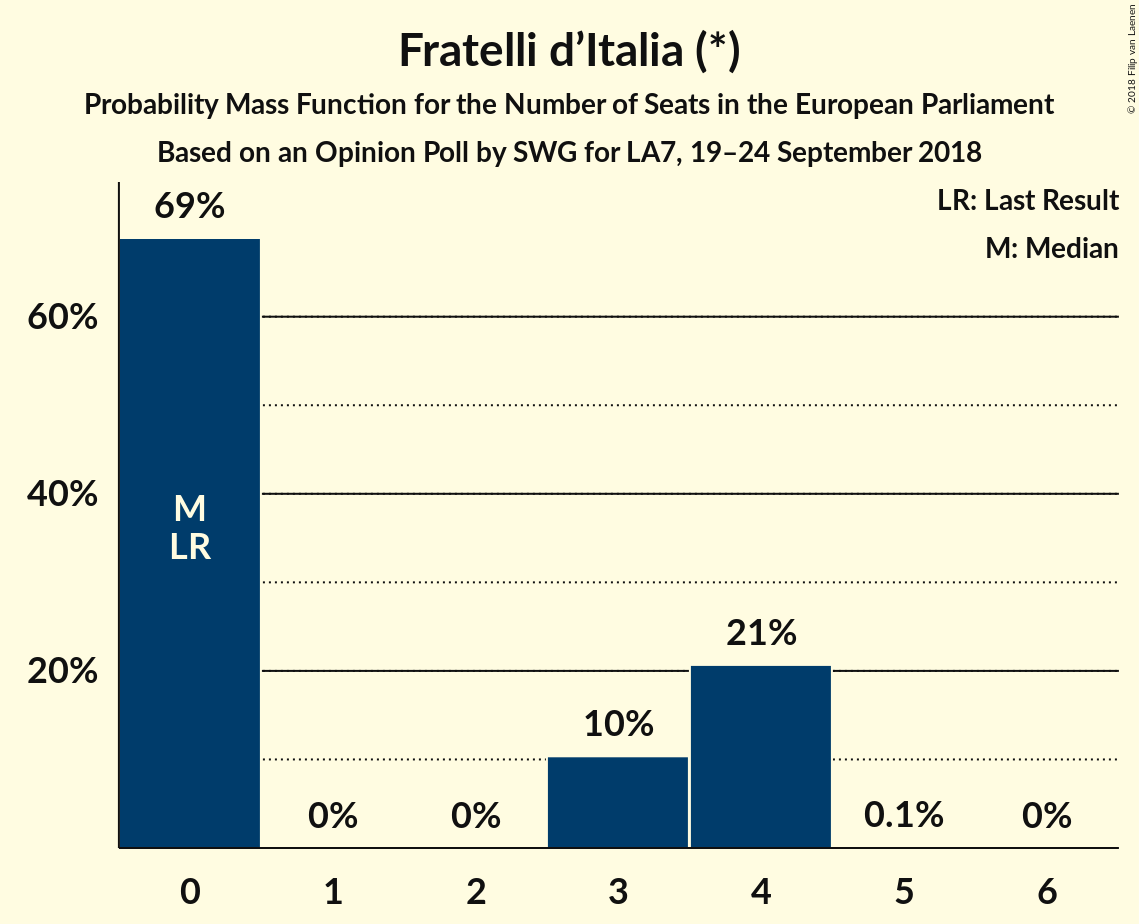 Fratelli d’Italia (*)
Probability Mass Function for the Number of Seats in the European Parliament
Based on an Opinion Poll by SWG for LA7, 19–24 September 2018
© 2018 Filip van Laenen
LR: Last Result
M: Median
69%
60%
40%
20%
M
LR
0%
0%
10%
21%
0.1%
0%
0
1
2
3
4
5
6